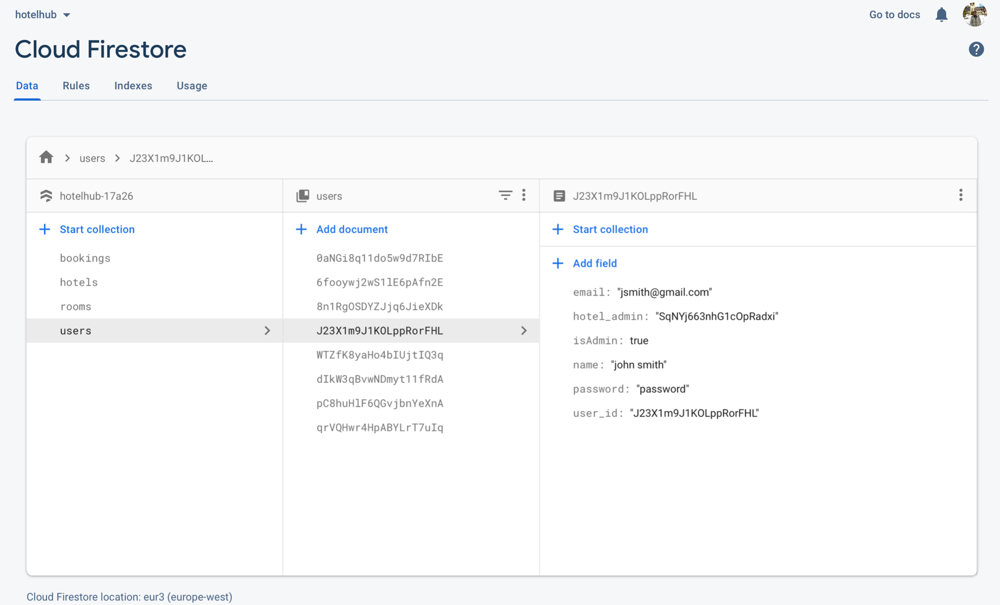 hotelhub
Go to docs
Cloud Firestore
Data Rules Indexes Usage
users J23X1m9J1KOL...
hotelhub-17a26
Start collection
bookings
hotels
rooms
users
users
Add document
0aNGi8q11do5w9d7RIbE
6fooywj2wS1lE6pAfn2E
8n1RgOSDYZJjq6JieXDk
J23X1m9J1KOLppRorFHL
WTZfK8yaHo4bIUjtIQ3q
dIkW3qBvwNDmyt11fRdA
pC8huHlF6QGvjbnYeXnA
qrVQHwr4HpABYLrT7uIq
J23X1m9J1KOLppRorFHL
Start collection
Add field
email: "jsmith@gmail.com"
hotel_admin: "SqNYj663nhG1cOpRadxi"
isAdmin: true
name: "john smith"
password: "password"
user_id: "J23X1m9J1KOLppRorFHL"
Cloud Firestore location: eur3 (europe-west)